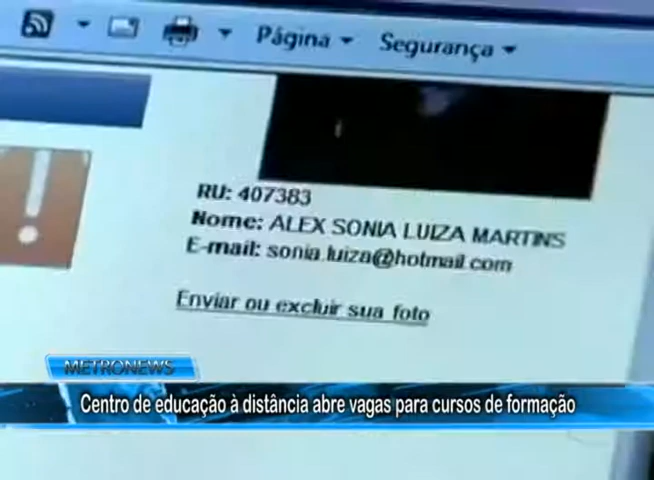 Página Segurança
RU: 407383
Nome: ALEX SONIA LUIZA MARTINS
E-mail: sonia.luiza@hotmail.com
Enviar ou excluir sua foto
METRONEWS
Centro de educação à distância abre vagas para cursos de formação